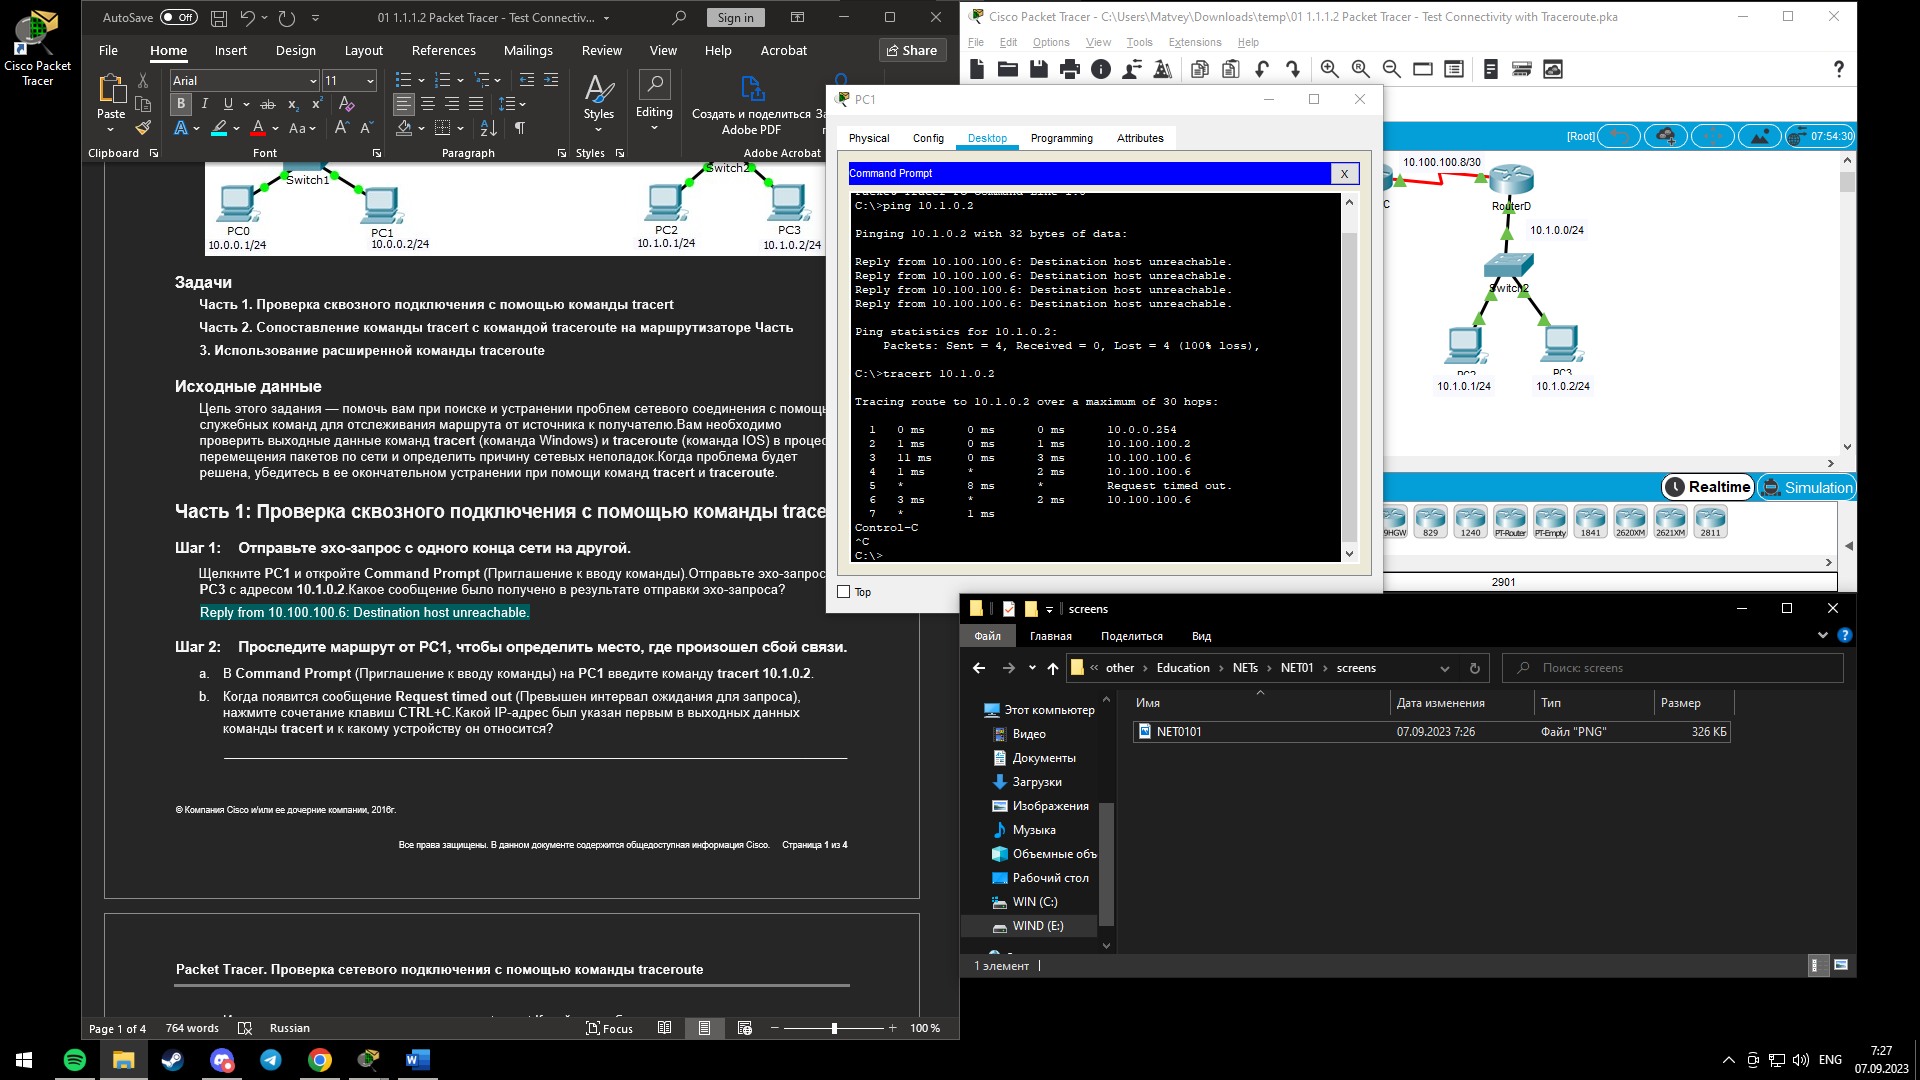 Cisco Packet
Tracer
AutoSave Off 01 1.1.1.2 Packet Tracer - Test Connectiv... Sign in
File Home Insert Design Layout References Mailings Review View Help Acrobat Share
Paste
Clipboard
Arial 11
Font
Paragraph
Styles
Styles
Editing
Создать и поделиться
Adobe PDF
Adobe Acrobat
Switch1
PC0
10.0.0.1/24
PC1
10.0.0.2/24
Switch2
PC2
10.1.0.1/24
PC3
10.1.0.2/24
Задачи
Часть 1. Проверка сквозного подключения с помощью команды tracert
Часть 2. Сопоставление команды tracert с командой traceroute на маршрутизаторе Часть
3. Использование расширенной команды traceroute
Исходные данные
Цель этого задания — помочь вам при поиске и устранении проблем сетевого соединения с помощь
служебных команд для отслеживания маршрута от источника к получателю.Вам необходимо
проверить выходные данные команд tracert (команда Windows) и traceroute (команда IOS) в процес
перемещения пакетов по сети и определить причину сетевых неполадок.Когда проблема будет
решена, убедитесь в ее окончательном устранении при помощи команд tracert и traceroute.
Часть 1: Проверка сквозного подключения с помощью команды trace
Шаг 1: Отправьте эхо-запрос с одного конца сети на другой.
Щелкните PC1 и откройте Command Prompt (Приглашение к вводу команды).Отправьте эхо-запрос
PC3 с адресом 10.1.0.2.Какое сообщение было получено в результате отправки эхо-запроса?
Reply from 10.100.100.6: Destination host unreachable.
Шаг 2: Проследите маршрут от PC1, чтобы определить место, где произошел сбой связи.
a. В Command Prompt (Приглашение к вводу команды) на PC1 введите команду tracert 10.1.0.2.
b. Когда появится сообщение Request timed out (Превышен интервал ожидания для запроса),
нажмите сочетание клавиш CTRL+C.Какой IP-адрес был указан первым в выходных данных
команды tracert и к какому устройству он относится?
© Компания Cisco и/или ее дочерние компании, 2016г.
Все права защищены. В данном документе содержится общедоступная информация Cisco. Страница 1 из 4
Packet Tracer. Проверка сетевого подключения с помощью команды traceroute
Page 1 of 4 764 words Russian Focus 100 %
Cisco Packet Tracer - C:\Users\Matvey\Downloads\temp\01 1.1.1.2 Packet Tracer - Test Connectivity with Traceroute.pka
File Edit Options View Tools Extensions Help
[Root] 07:54:30
10.100.100.8/30
C
RouterD
10.1.0.0/24
Switch2
PC2
10.1.0.1/24
PC3
10.1.0.2/24
Realtime Simulation
9HGW 829 1240 PT-Router PT-Empty 1841 2620XM 2621XM 2811
2901
PC1
Physical Config Desktop Programming Attributes
Command Prompt X
Packet Tracer PC Command Line 1.0
C:\>ping 10.1.0.2
Pinging 10.1.0.2 with 32 bytes of data:
Reply from 10.100.100.6: Destination host unreachable.
Reply from 10.100.100.6: Destination host unreachable.
Reply from 10.100.100.6: Destination host unreachable.
Reply from 10.100.100.6: Destination host unreachable.
Ping statistics for 10.1.0.2:
Packets: Sent = 4, Received = 0, Lost = 4 (100% loss),
C:\>tracert 10.1.0.2
Tracing route to 10.1.0.2 over a maximum of 30 hops:
1 0 ms 0 ms 0 ms 10.0.0.254
2 1 ms 0 ms 1 ms 10.100.100.2
3 11 ms 0 ms 3 ms 10.100.100.6
4 1 ms * 2 ms 10.100.100.6
5 * 8 ms * Request timed out.
6 3 ms * 2 ms 10.100.100.6
7 * 1 ms
Control-C
^C
C:\>
Top
screens
Файл Главная Поделиться Вид
« other Education NETs NET01 screens Поиск: screens
Имя Дата изменения Тип Размер
NET0101 07.09.2023 7:26 Файл "PNG" 326 КБ
Этот компьютер
Видео
Документы
Загрузки
Изображения
Музыка
Объемные объ
Рабочий стол
WIN (C:)
WIND (E:)
1 элемент
ENG
7:27
07.09.2023